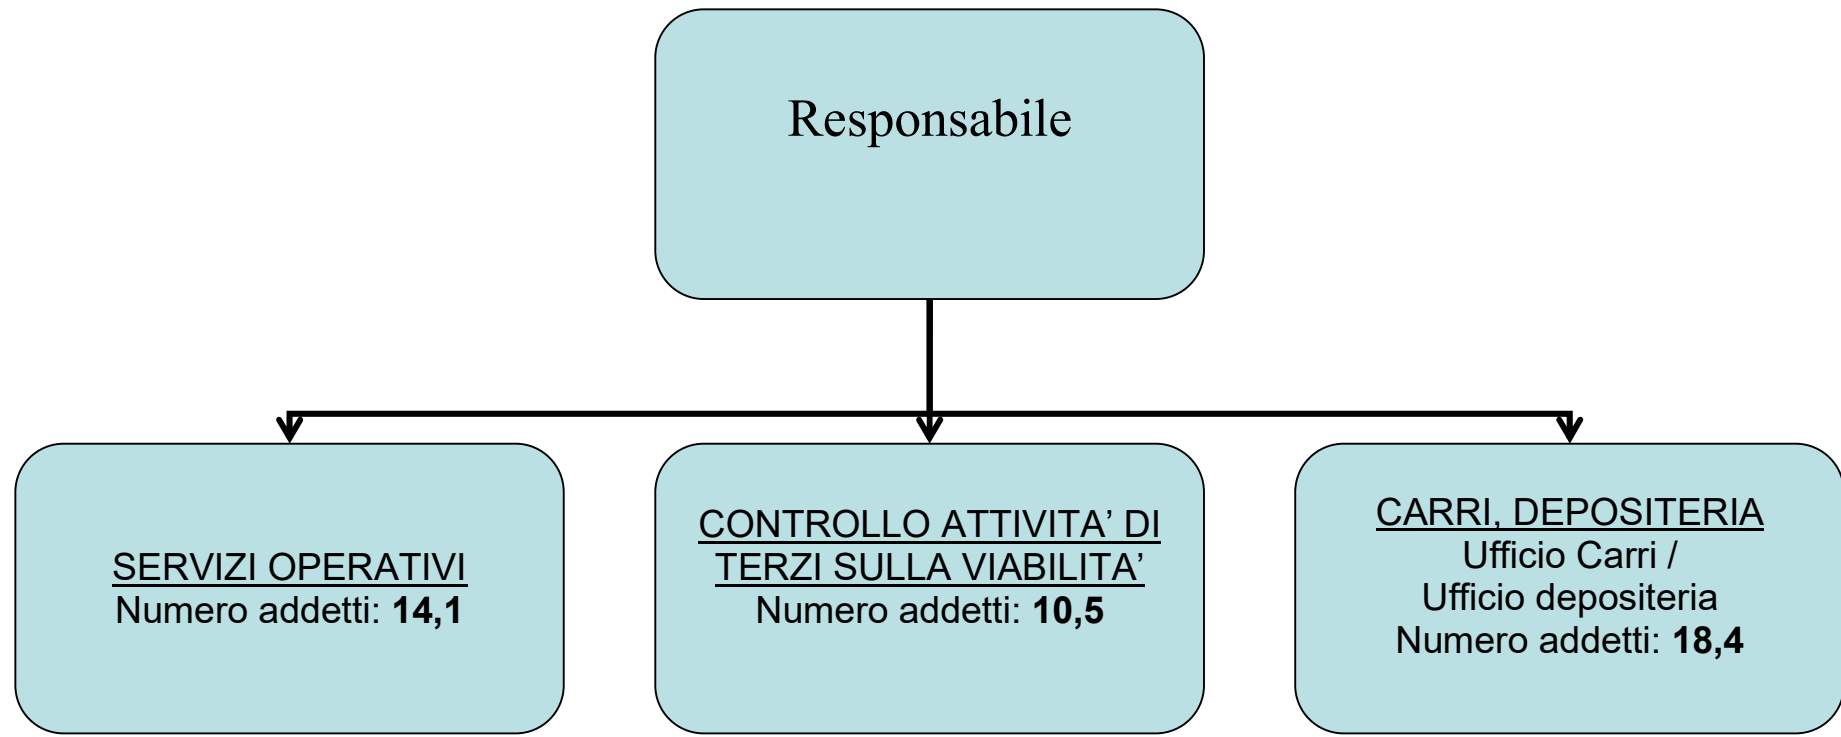 Responsabile
SERVIZI OPERATIVI
Numero addetti: 14,1
CONTROLLO ATTIVITA’ DI
TERZI SULLA VIABILITA’
Numero addetti: 10,5
CARRI, DEPOSITERIA
Ufficio Carri /
Ufficio depositeria
Numero addetti: 18,4